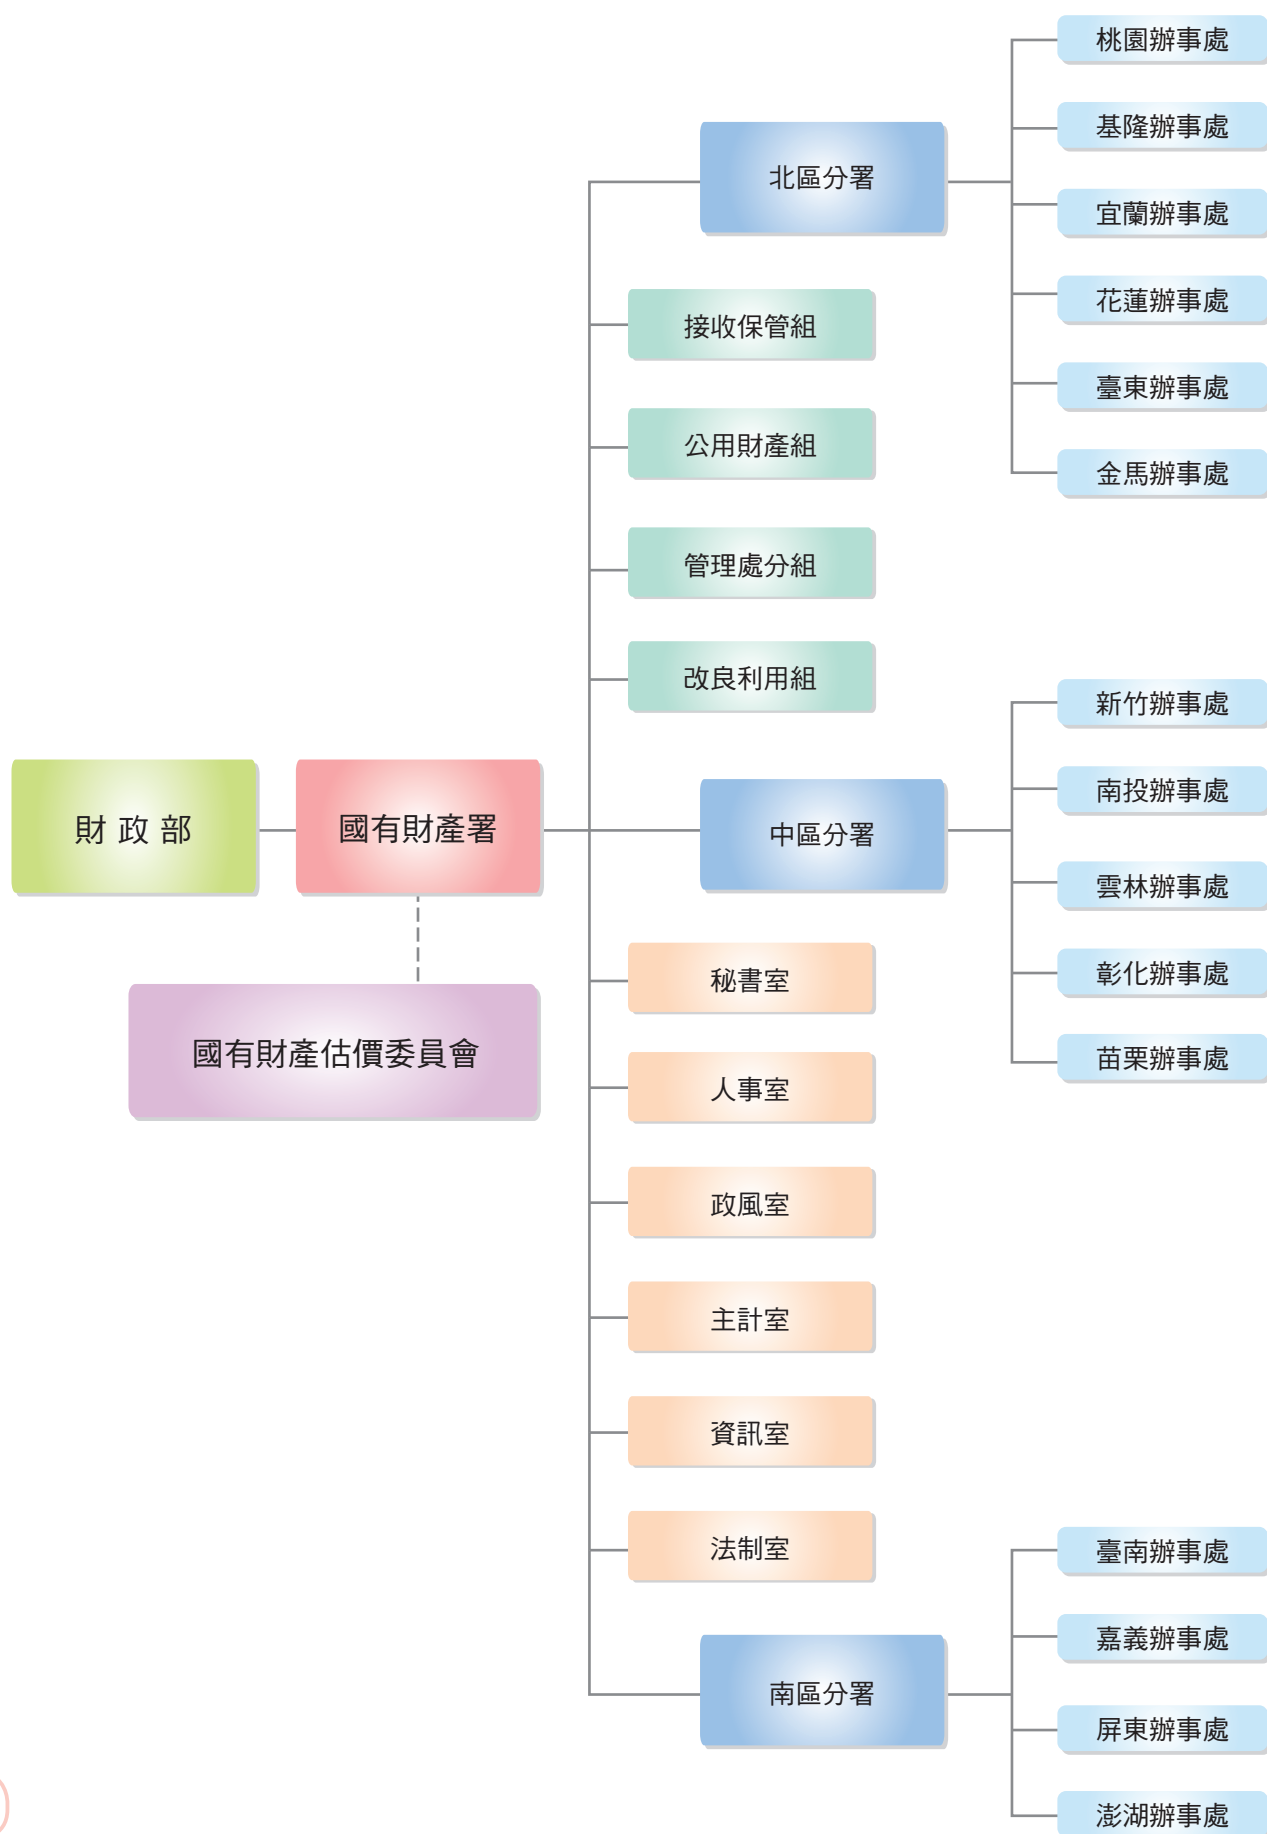 財政部
國有財產署
國有財產估價委員會
北區分署
桃園辦事處
基隆辦事處
宜蘭辦事處
花蓮辦事處
臺東辦事處
金馬辦事處
接收保管組
公用財產組
管理處分組
改良利用組
中區分署
新竹辦事處
南投辦事處
雲林辦事處
彰化辦事處
苗栗辦事處
秘書室
人事室
政風室
主計室
資訊室
法制室
南區分署
臺南辦事處
嘉義辦事處
屏東辦事處
澎湖辦事處